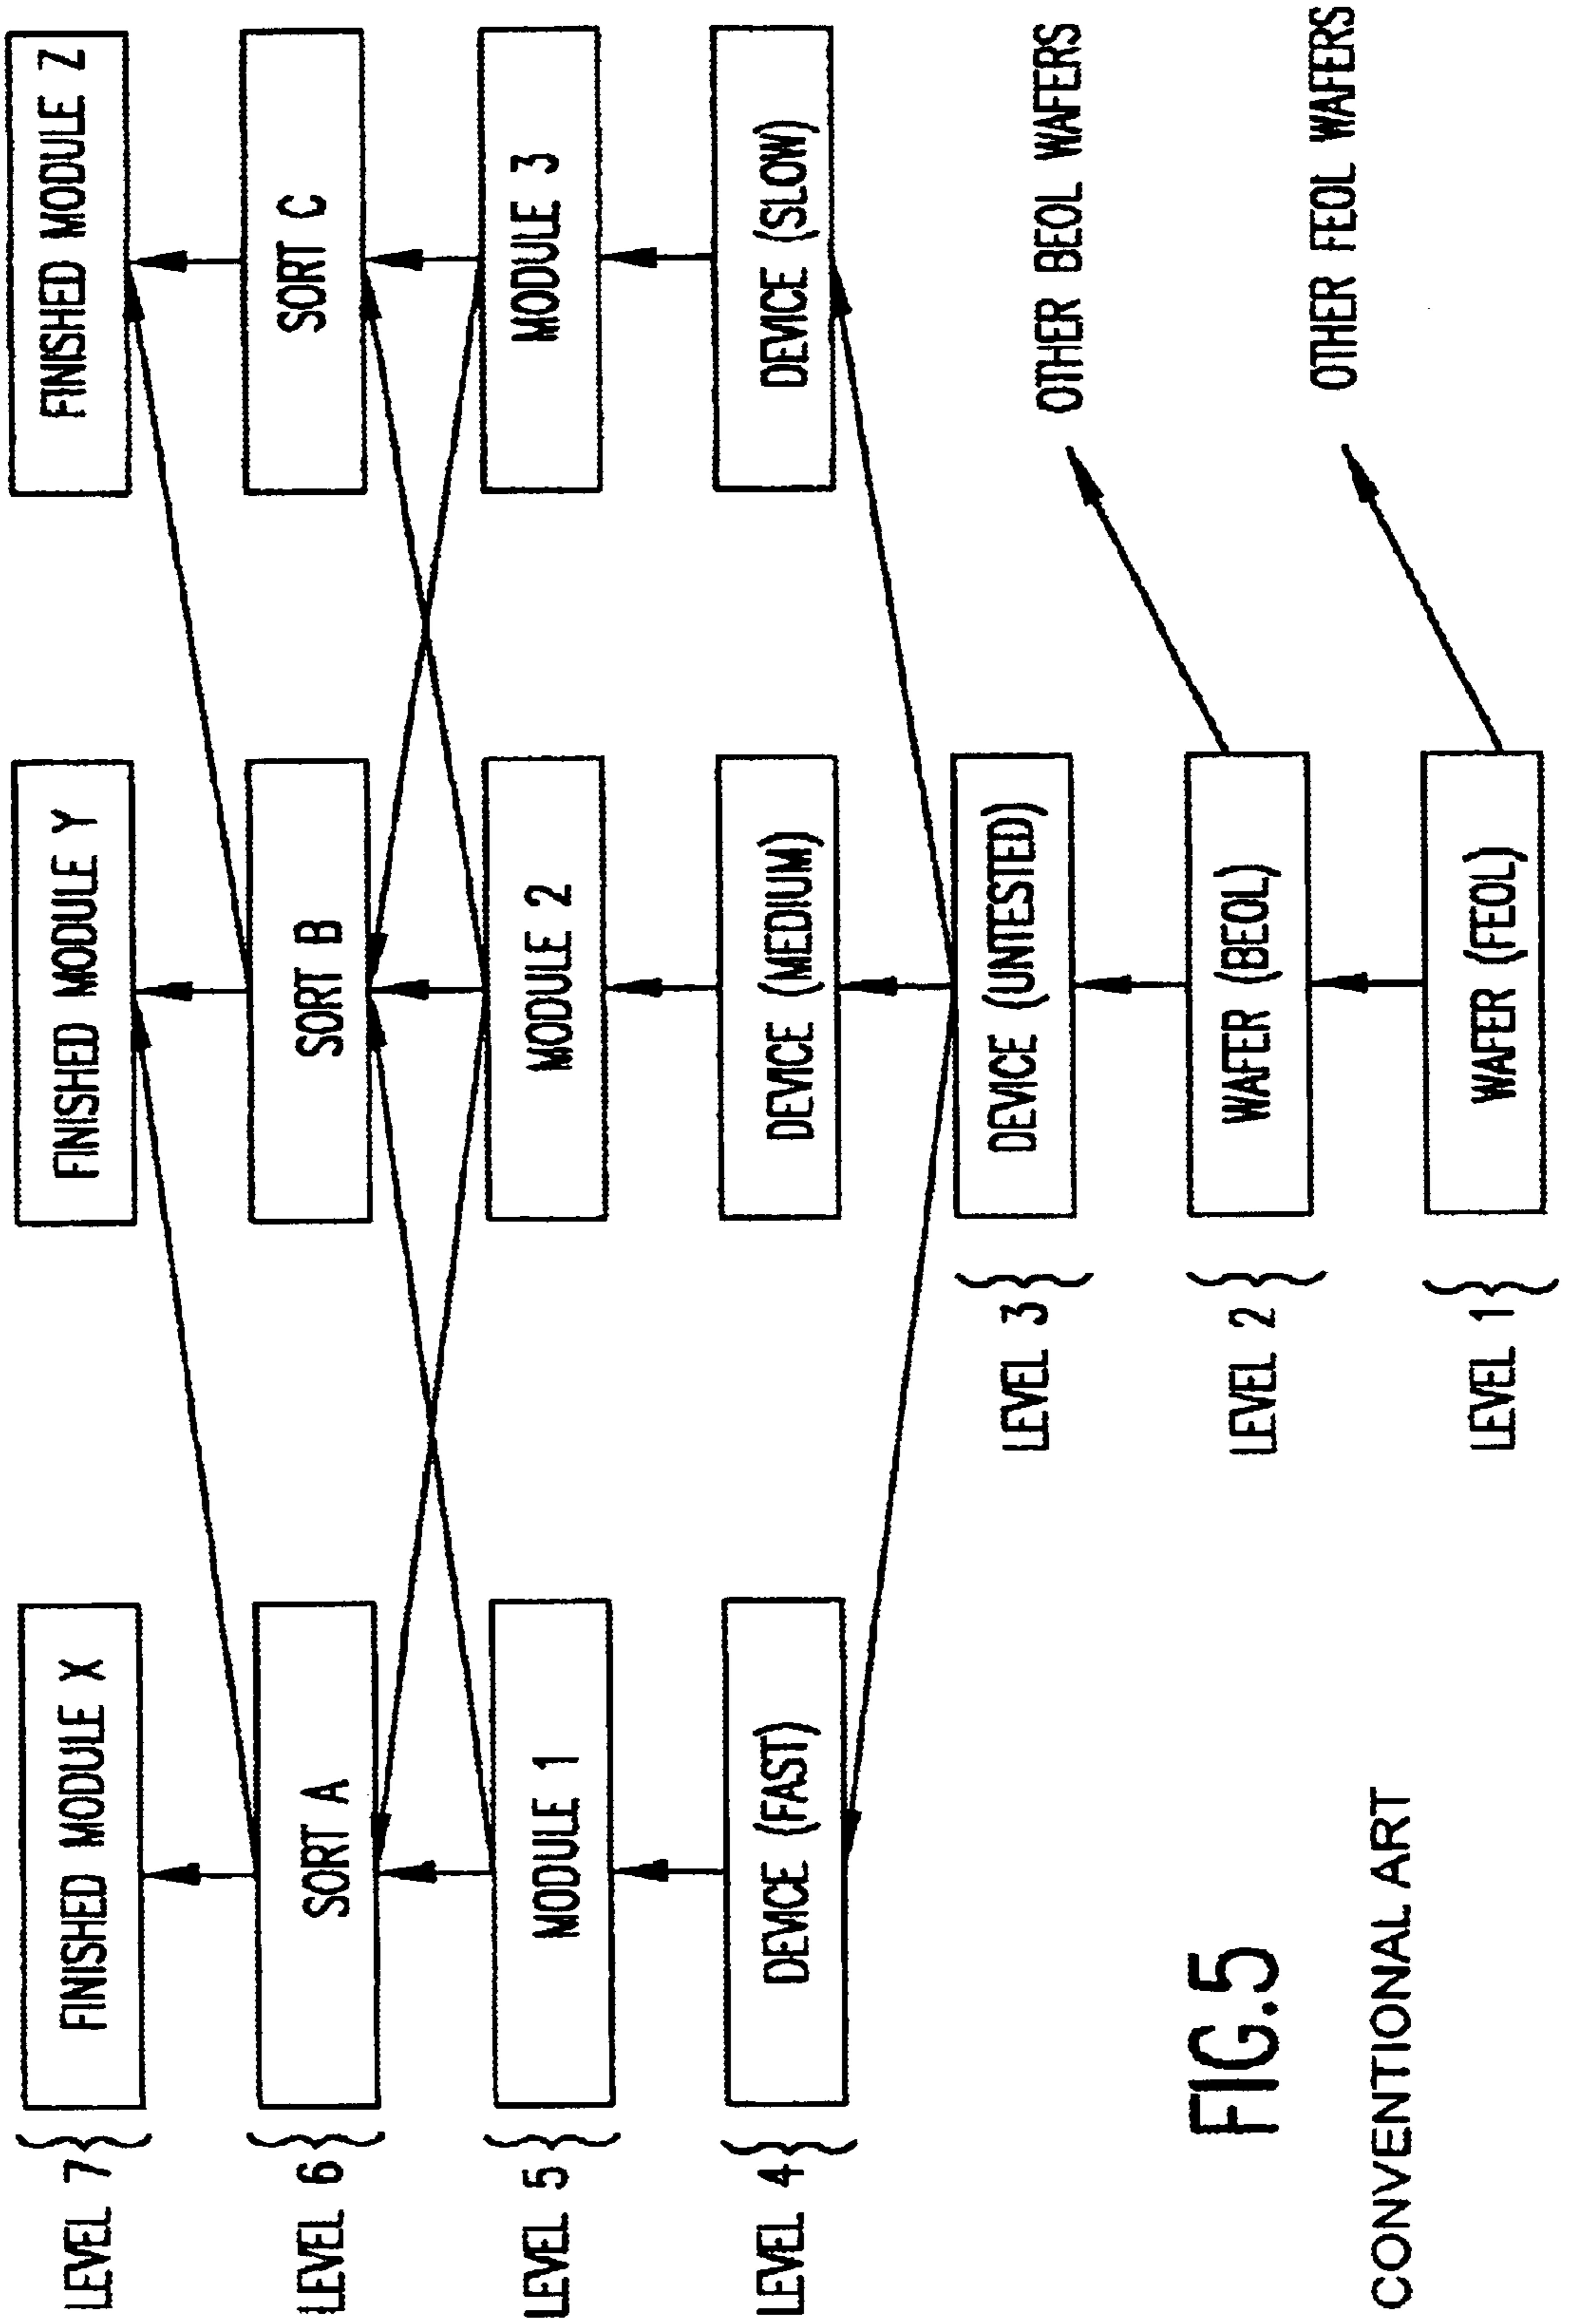 LEVEL 7
FINISHED MODULE X
FINISHED MODULE Y
FINISHED MODULE Z
LEVEL 6
SORT A
SORT B
SORT C
LEVEL 5
MODULE 1
MODULE 2
MODULE 3
LEVEL 4
DEVICE (FAST)
DEVICE (MEDIUM)
DEVICE (SLOW)
LEVEL 3
DEVICE (UNTESTED)
OTHER BEOL WAFERS
LEVEL 2
WAFER (BEOL)
OTHER FEOL WAFERS
LEVEL 1
WAFER (FEOL)
FIG.5
CONVENTIONAL ART